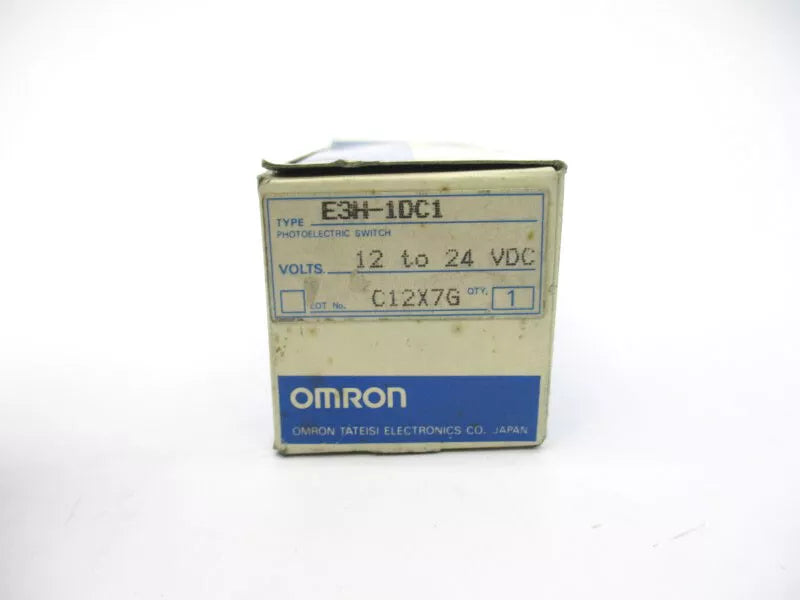 TYPE E3H-1DC1
PHOTOELECTRIC SWITCH
VOLTS. 12 to 24 VDC
LOT No. C12X7G QTY. 1
OMRON
OMRON TATEISI ELECTRONICS CO. JAPAN